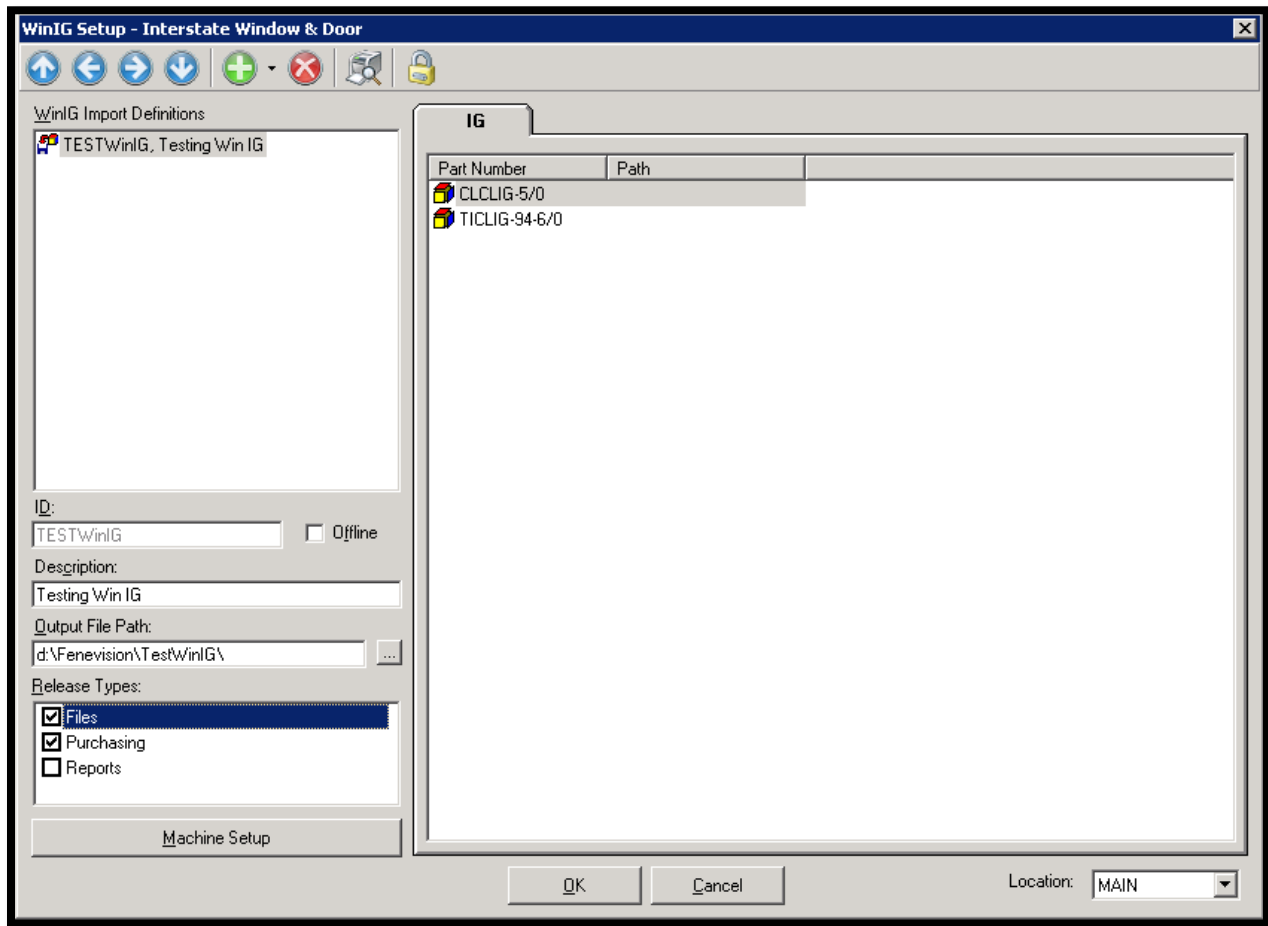 WinIG Setup - Interstate Window & Door
WinIG Import Definitions
TESTWinIG, Testing Win IG
IG
Part Number Path
CLCLIG-5/0
TICLIG-94-6/0
ID:
TESTWinIG Offline
Description:
Testing Win IG
Output File Path:
d:\Fenevision\TestWinIG\ ...
Release Types:
Files
Purchasing
Reports
Machine Setup
OK Cancel Location: MAIN